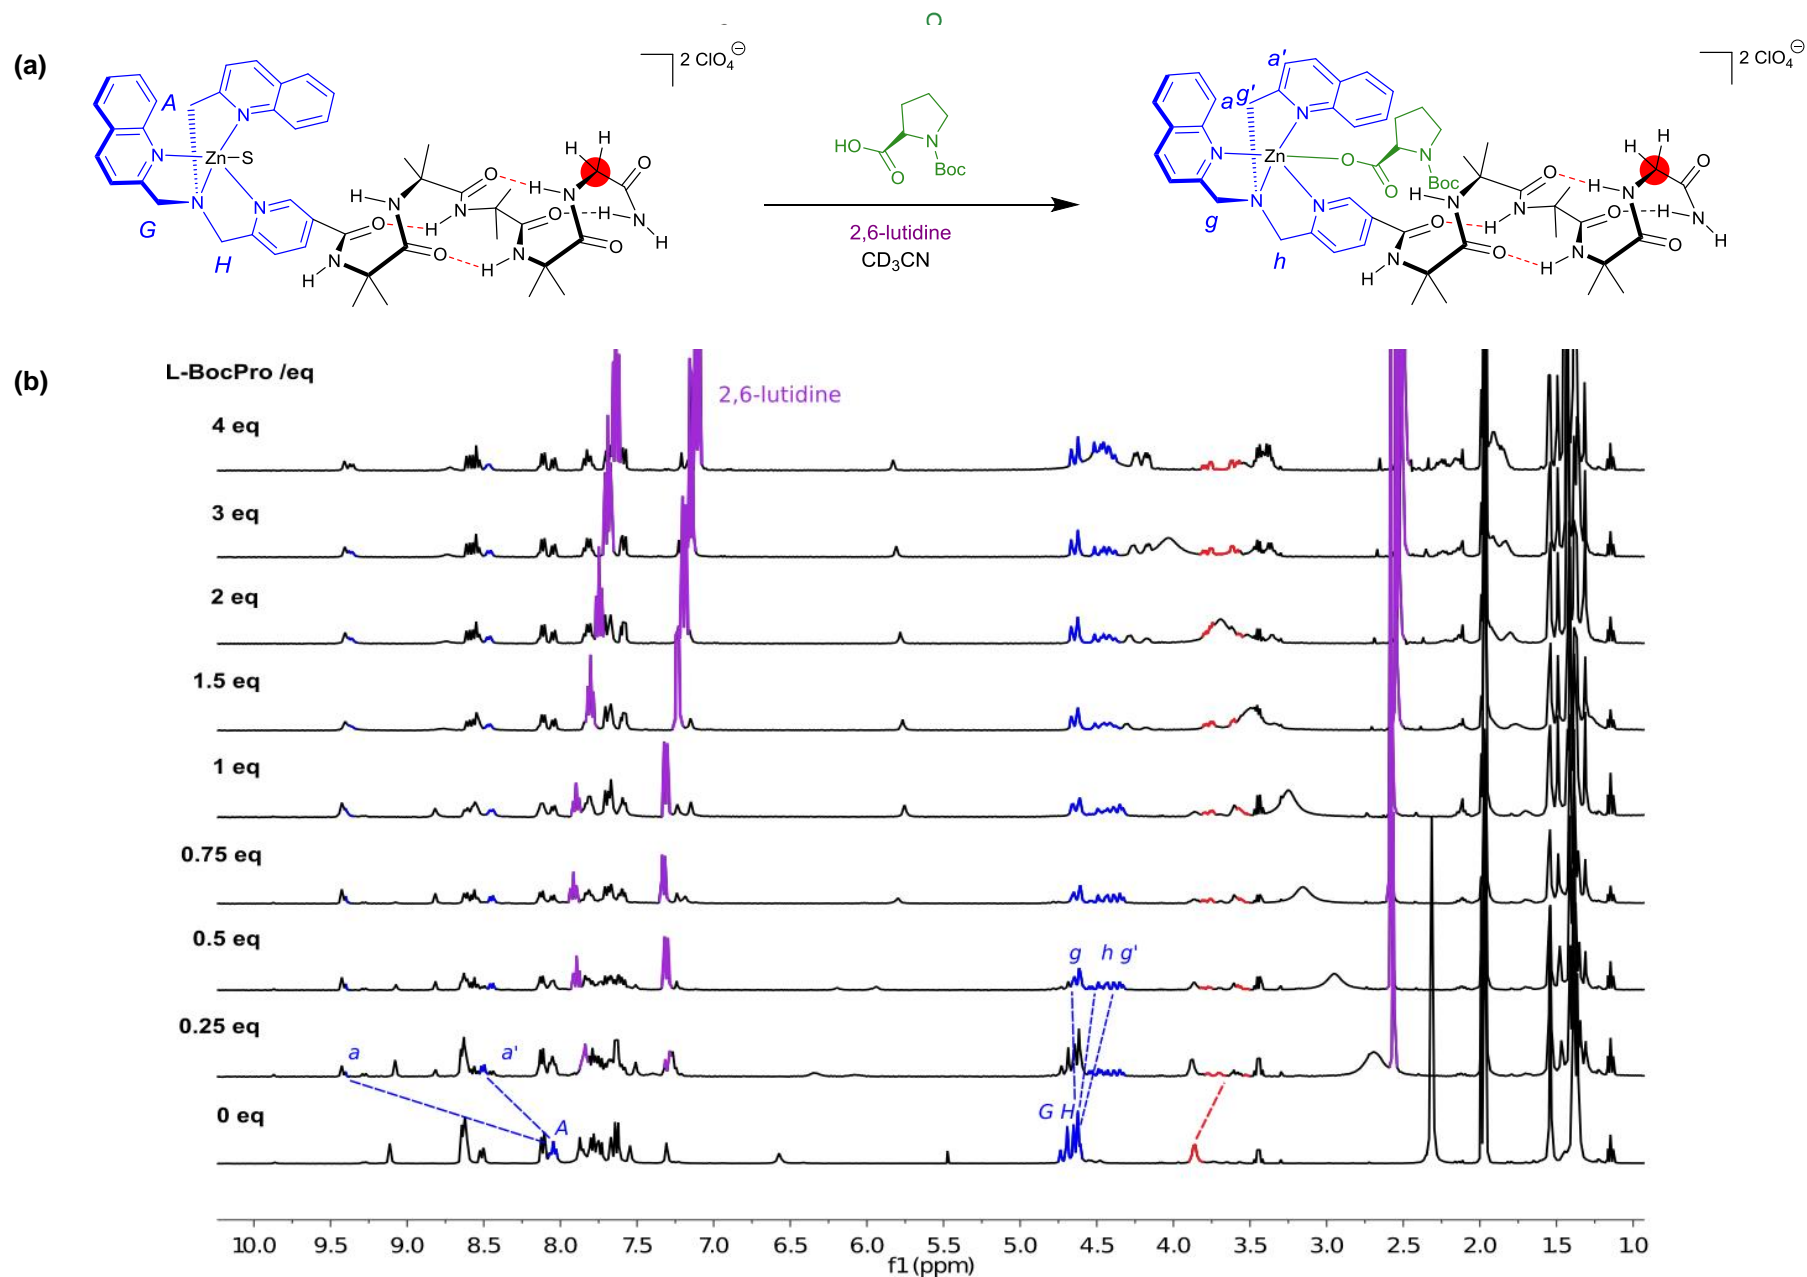 O
(a)
2 ClO4⊖
2 ClO4⊖
A
N
N
Zn
S
N
N
G
H
H
N
O
N
H
O
H
N
O
N
H
O
H
N
O
H
H
N
H
O
N
H
HO
O
N
Boc
2,6-lutidine
CD3CN
a'
a
g'
N
N
Zn
O
O
N
Boc
N
N
g
h
H
N
O
N
H
O
H
N
O
N
H
O
H
N
O
H
H
N
H
O
N
H
(b)
L-BocPro /eq
2,6-lutidine
4 eq
3 eq
2 eq
1.5 eq
1 eq
0.75 eq
0.5 eq
g h g'
0.25 eq
a a'
0 eq
A
G H
10.0 9.5 9.0 8.5 8.0 7.5 7.0 6.5 6.0 5.5 5.0 4.5 4.0 3.5 3.0 2.5 2.0 1.5 1.0
f1 (ppm)